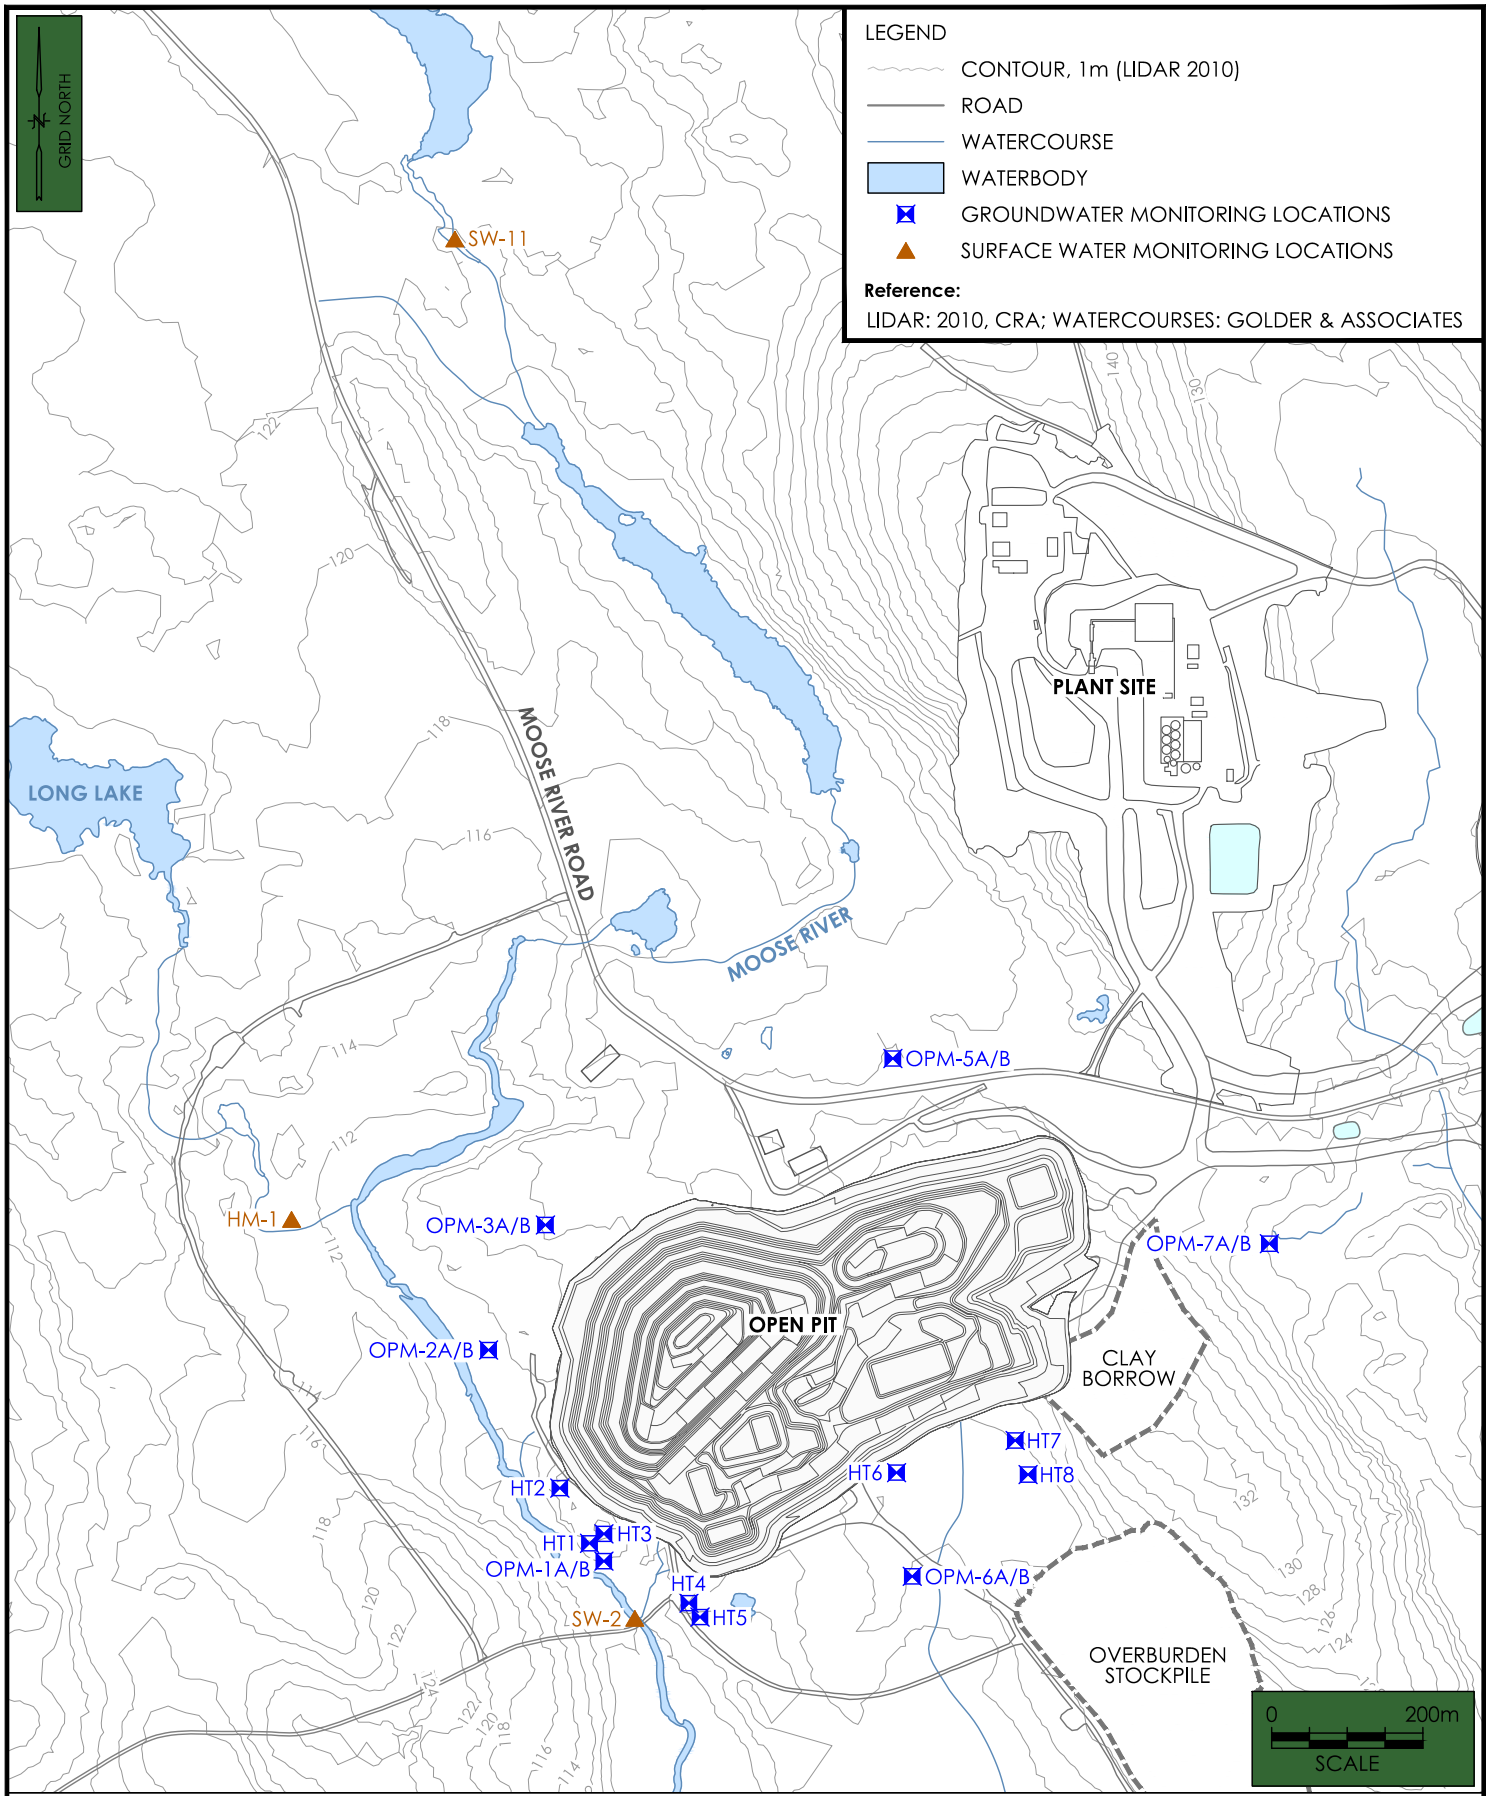 GRID NORTH
LEGEND
CONTOUR, 1m (LIDAR 2010)
ROAD
WATERCOURSE
WATERBODY
GROUNDWATER MONITORING LOCATIONS
SURFACE WATER MONITORING LOCATIONS
Reference:
LIDAR: 2010, CRA; WATERCOURSES: GOLDER & ASSOCIATES
SW-11
140
130
122
120
PLANT SITE
118
MOOSE RIVER ROAD
LONG LAKE
116
MOOSE RIVER
114
OPM-5A/B
112
HM-1
OPM-3A/B
OPM-7A/B
112
OPEN PIT
OPM-2A/B
CLAY
BORROW
114
116
HT7
HT6
HT8
HT2
132
118
HT3
HT1
OPM-1A/B
130
OPM-6A/B
HT4
128
120
HT5
SW-2
126
122
124
OVERBURDEN
STOCKPILE
124
122
120
118
116
114
0 200m
SCALE